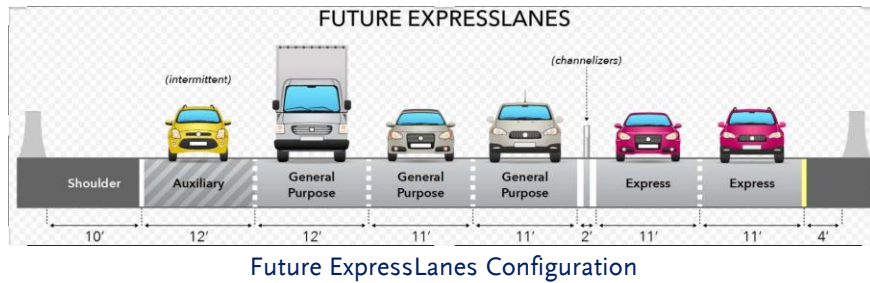 FUTURE EXPRESSLANES
(intermittent)
(channelizers)
Shoulder
Auxiliary
General
Purpose
General
Purpose
General
Purpose
Express
Express
10′
12′
12′
11′
11′
2′
11′
11′
4′
Future ExpressLanes Configuration